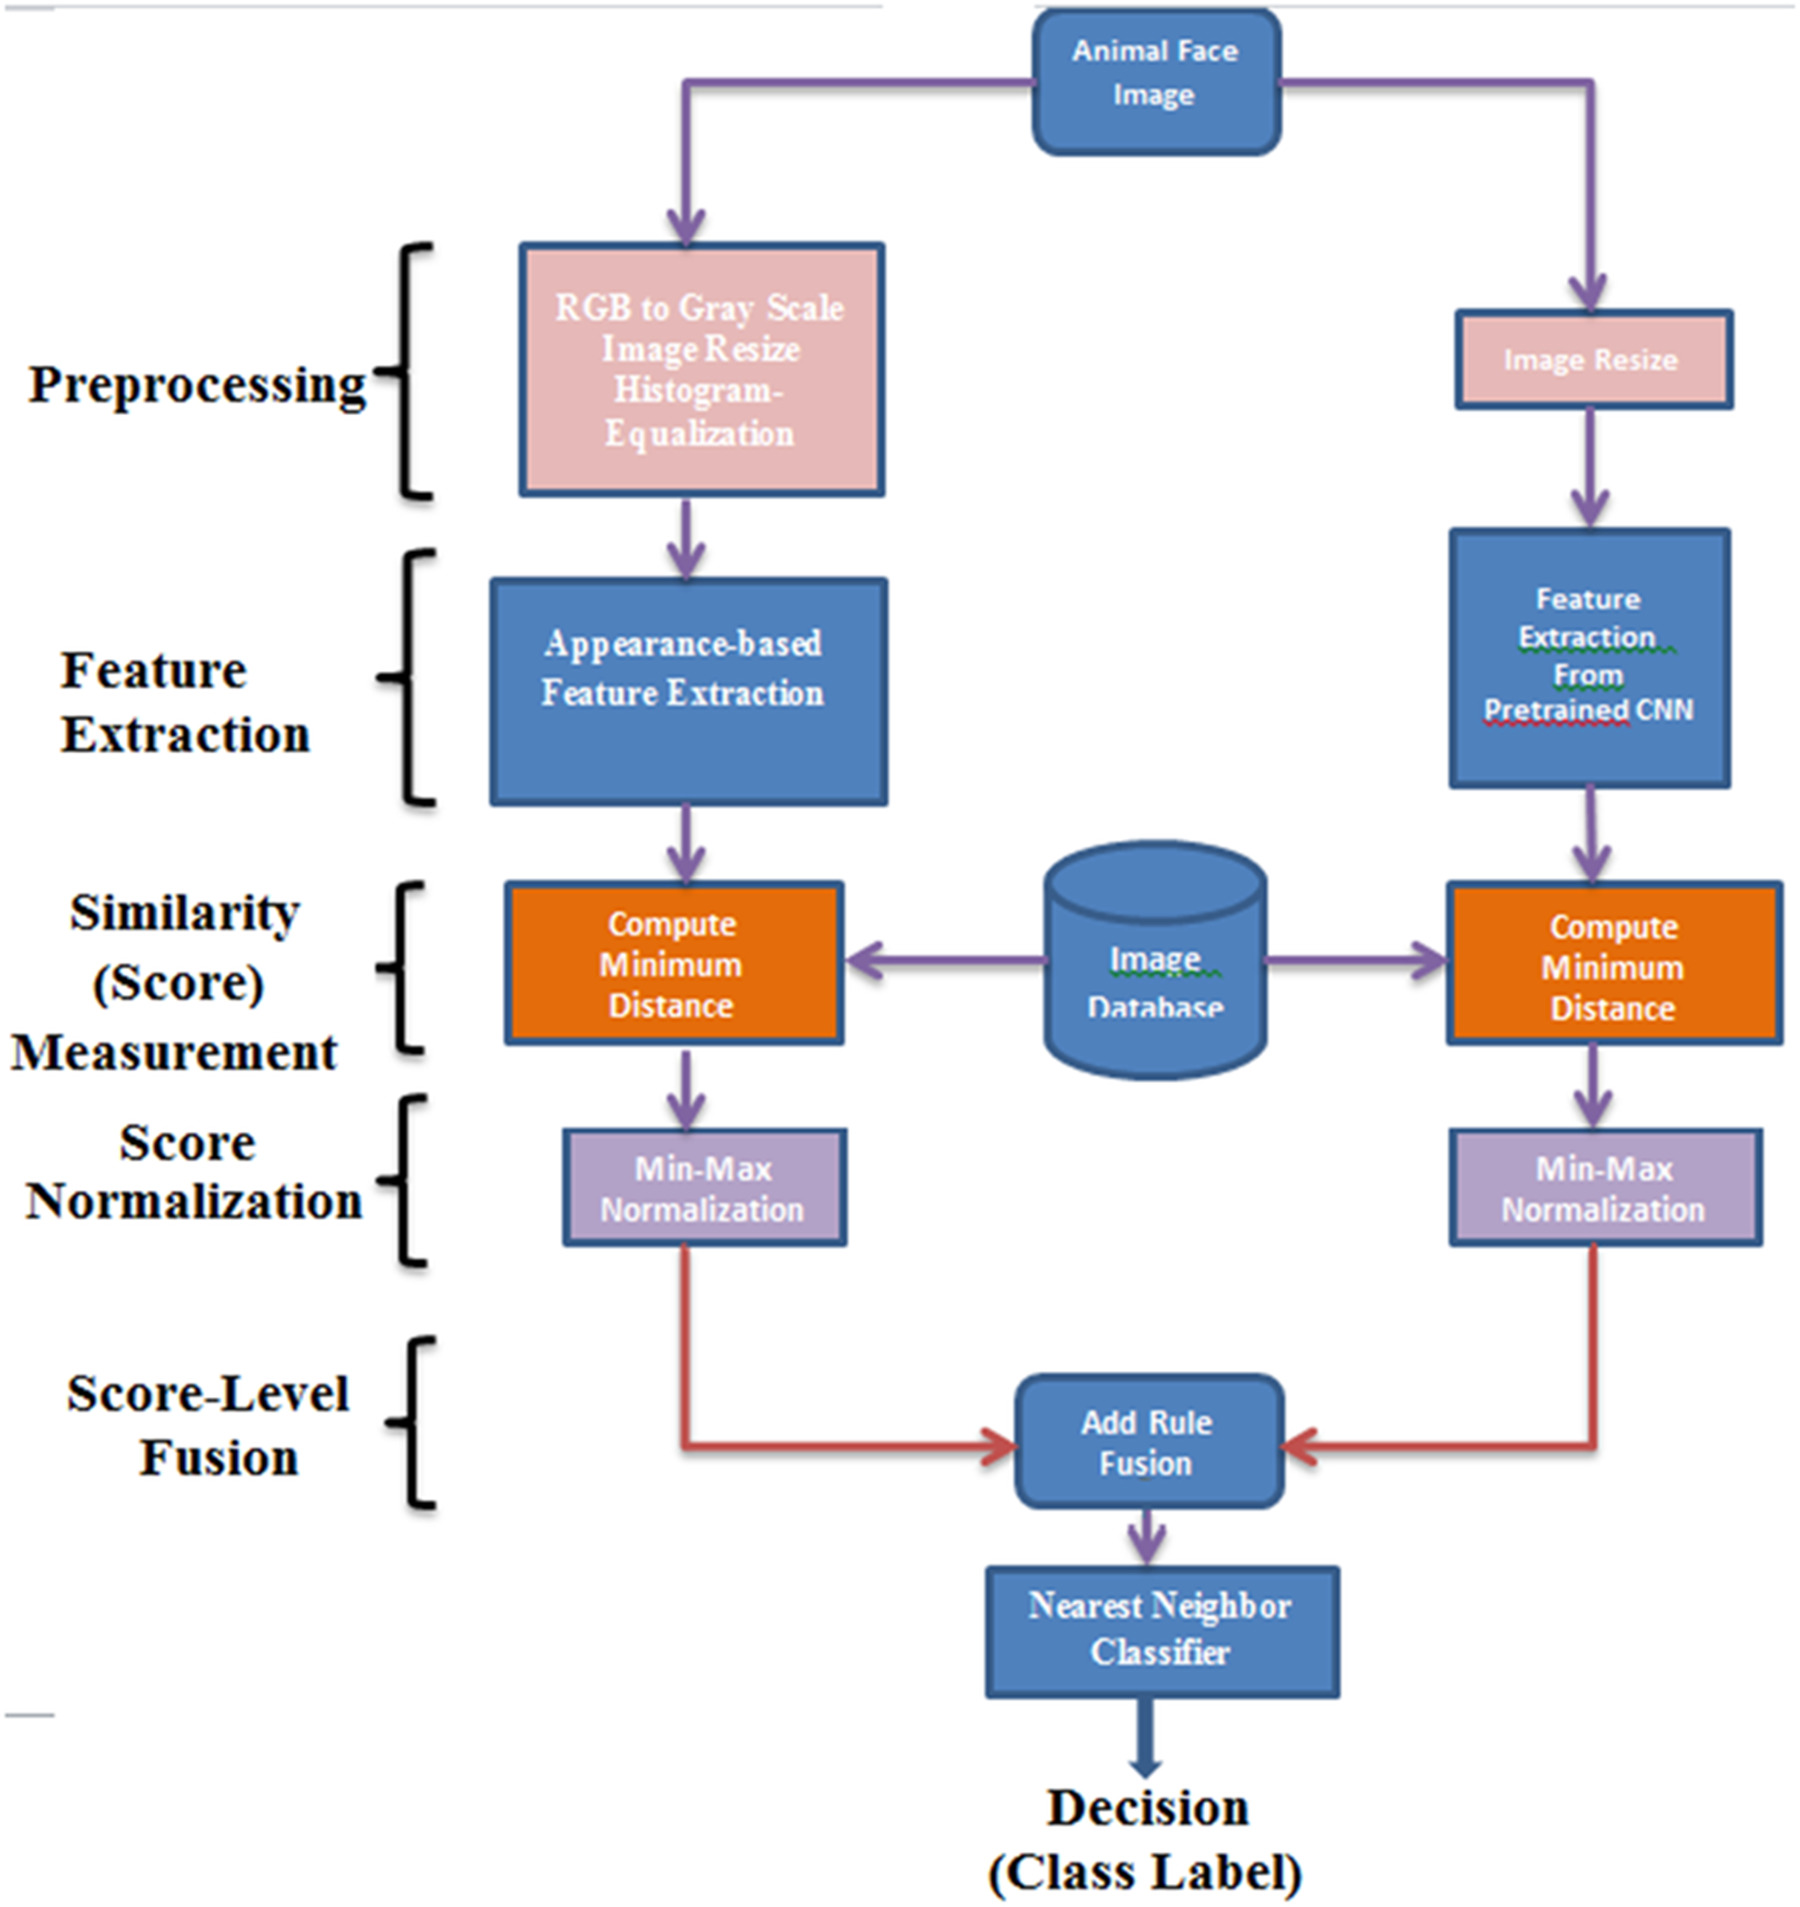 Animal Face
Image
Preprocessing
RGB to Gray Scale
Image Resize
Histogram-
Equalization
Image Resize
Feature
Extraction
Appearance-based
Feature Extraction
Feature
Extraction
From
Pretrained CNN
Similarity
(Score)
Measurement
Compute
Minimum
Distance
Image
Database
Compute
Minimum
Distance
Score
Normalization
Min-Max
Normalization
Min-Max
Normalization
Score-Level
Fusion
Add Rule
Fusion
Nearest Neighbor
Classifier
Decision
(Class Label)